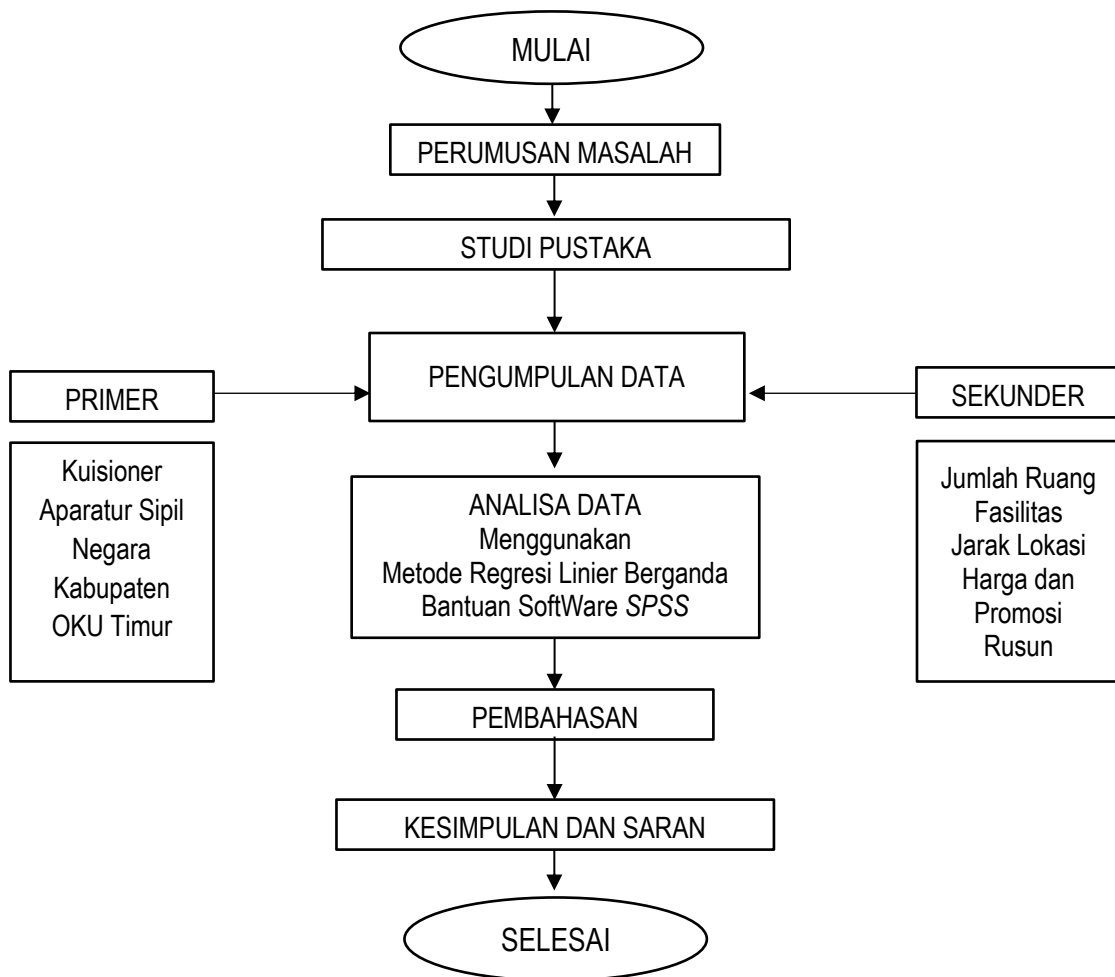 MULAI
PERUMUSAN MASALAH
STUDI PUSTAKA
PENGUMPULAN DATA
PRIMER
SEKUNDER
Kuisioner
Aparatur Sipil
Negara
Kabupaten
OKU Timur
ANALISA DATA
Menggunakan
Metode Regresi Linier Berganda
Bantuan SoftWare SPSS
Jumlah Ruang
Fasilitas
Jarak Lokasi
Harga dan
Promosi
Rusun
PEMBAHASAN
KESIMPULAN DAN SARAN
SELESAI